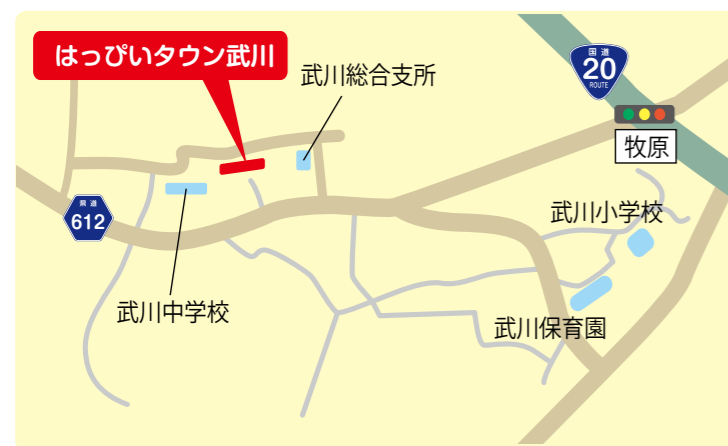 はっぴいタウン武川
武川総合支所
国道
20
ROUTE
牧原
県道
612
武川小学校
武川中学校
武川保育園